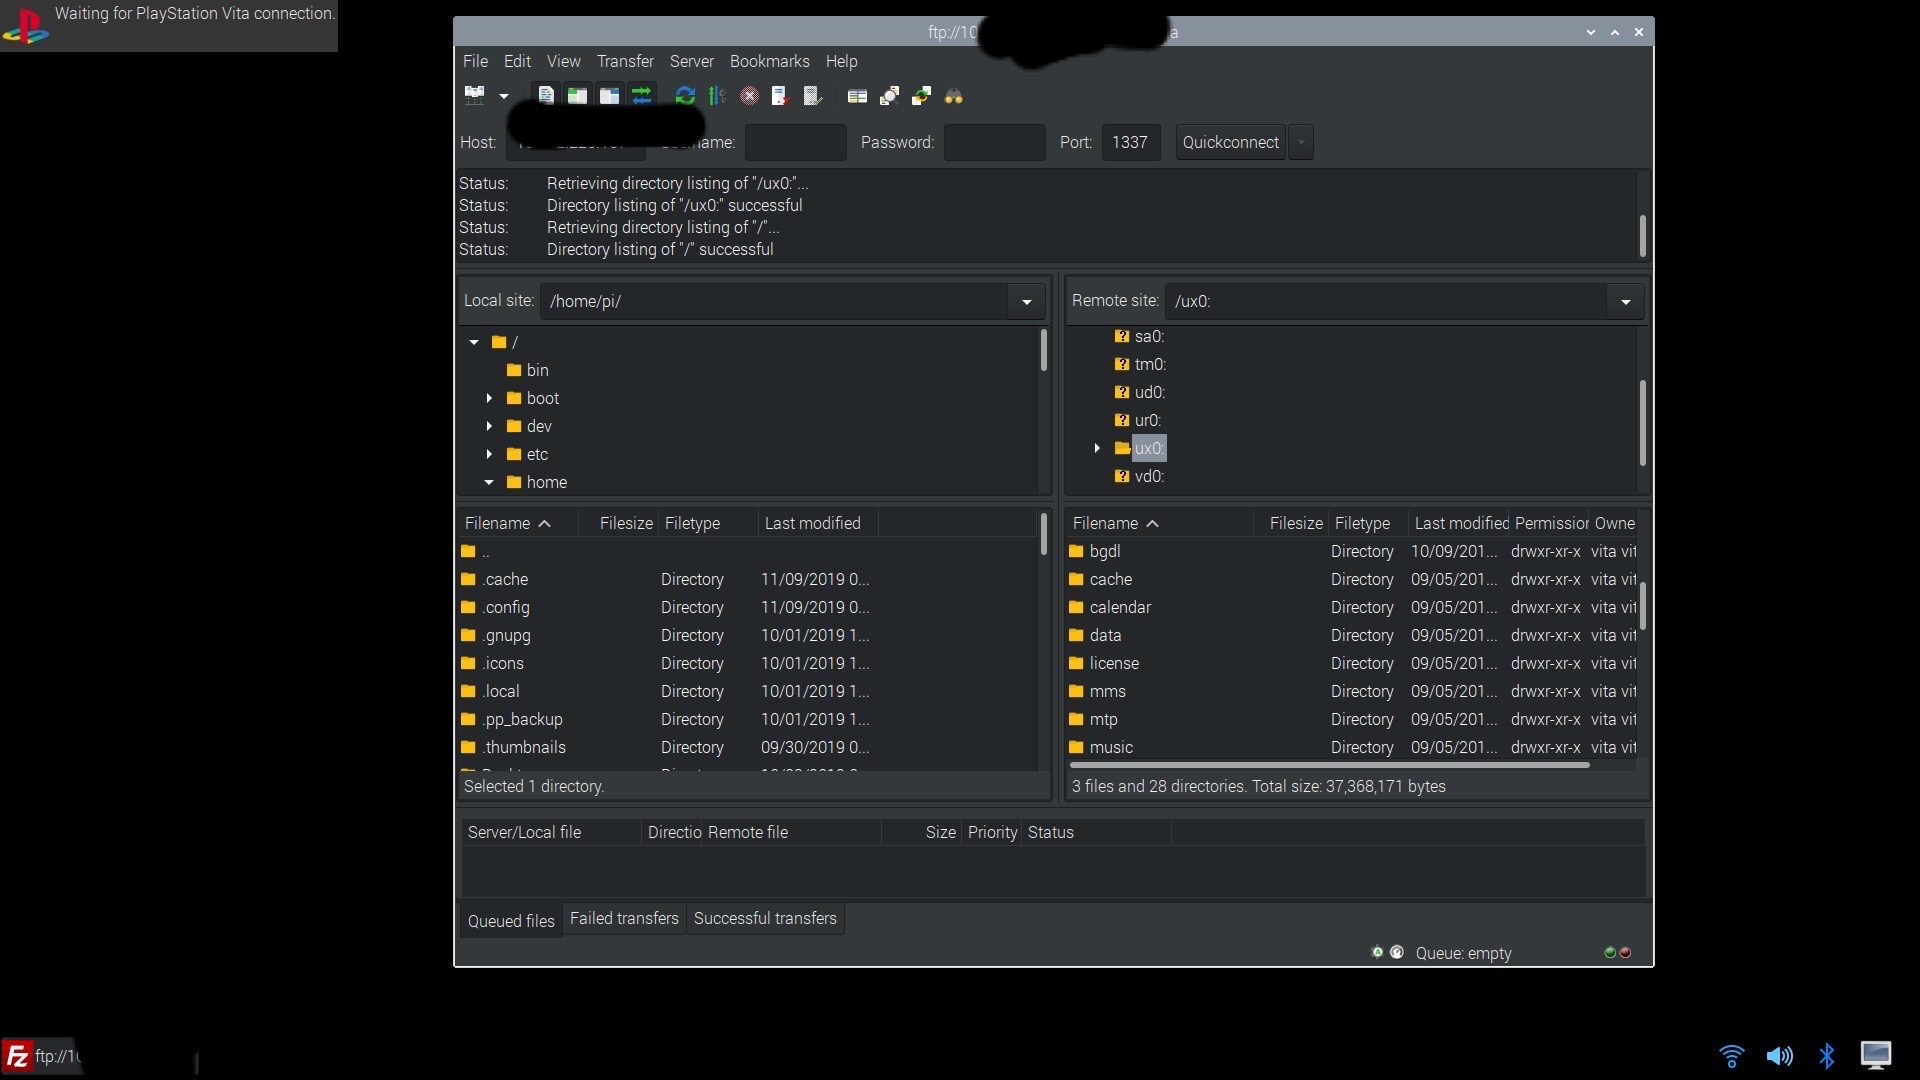 Waiting for PlayStation Vita connection.
ftp://10 a
File Edit View Transfer Server Bookmarks Help
Host: Password: Port: 1337 Quickconnect
Status: Retrieving directory listing of "/ux0:"...
Status: Directory listing of "/ux0:" successful
Status: Retrieving directory listing of "/"...
Status: Directory listing of "/" successful
Local site: /home/pi/
/
bin
boot
dev
etc
home
Remote site: /ux0:
sa0:
tm0:
ud0:
ur0:
ux0:
vd0:
Filename Filesize Filetype Last modified
..
.cache Directory 11/09/2019 0...
.config Directory 11/09/2019 0...
.gnupg Directory 10/01/2019 1...
.icons Directory 10/01/2019 1...
.local Directory 10/01/2019 1...
.pp_backup Directory 10/01/2019 1...
.thumbnails Directory 09/30/2019 0...
Selected 1 directory.
Filename Filesize Filetype Last modified Permission Owne
bgdl Directory 10/09/201... drwxr-xr-x vita vit
cache Directory 09/05/201... drwxr-xr-x vita vit
calendar Directory 09/05/201... drwxr-xr-x vita vit
data Directory 09/05/201... drwxr-xr-x vita vit
license Directory 09/05/201... drwxr-xr-x vita vit
mms Directory 09/05/201... drwxr-xr-x vita vit
mtp Directory 09/05/201... drwxr-xr-x vita vit
music Directory 09/05/201... drwxr-xr-x vita vit
3 files and 28 directories. Total size: 37,368,171 bytes
Server/Local file Directio Remote file Size Priority Status
Queued files Failed transfers Successful transfers
Queue: empty
Fz ftp://10